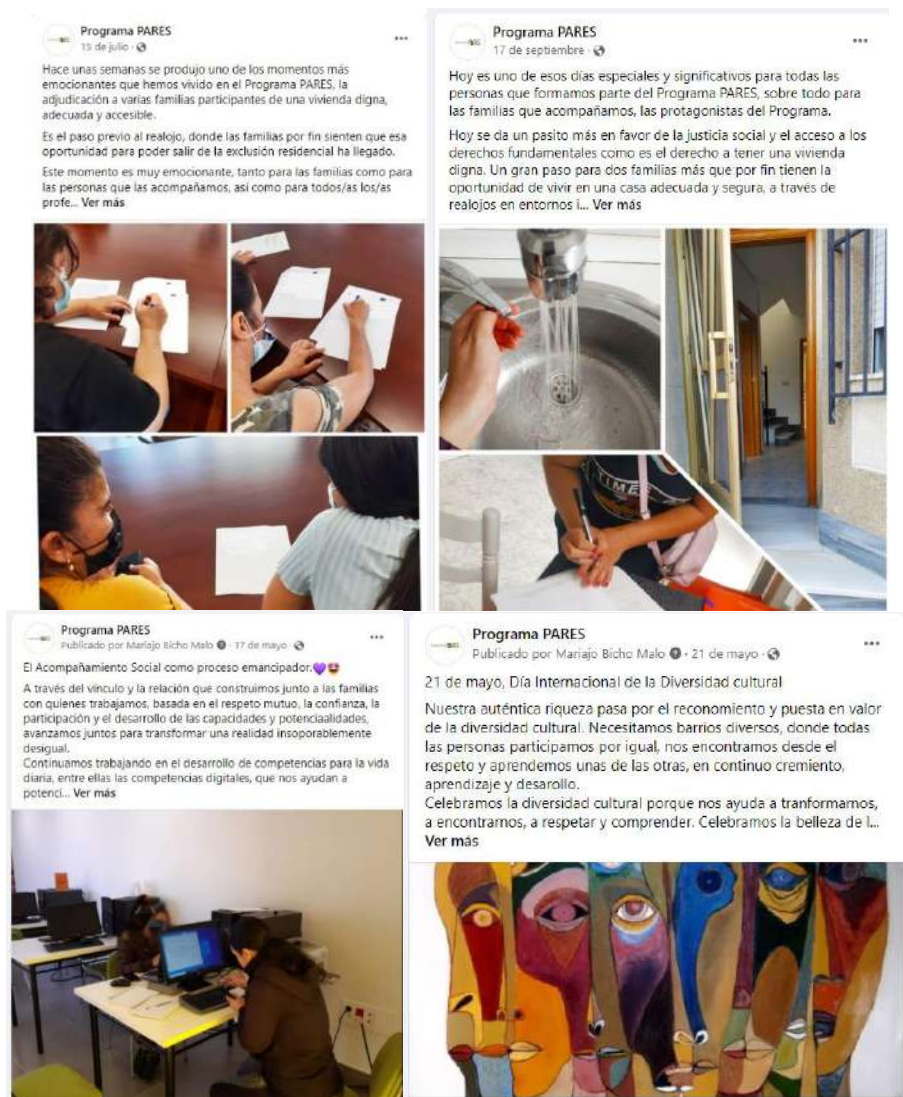 Programa PARES
15 de julio ·
Hace unas semanas se produjo uno de los momentos más
emocionantes que hemos vivido en el Programa PARES, la
adjudicación a varias familias participantes de una vivienda digna,
adecuada y accesible.
Es el paso previo al realojo, donde las familias por fin sienten que esa
oportunidad para poder salir de la exclusión residencial ha llegado.
Este momento es muy emocionante, tanto para las familias como para
las personas que las acompañamos, así como para todos/as los/as
profe... Ver más
Programa PARES
17 de septiembre ·
Hoy es uno de esos días especiales y significativos para todas las
personas que formamos parte del Programa PARES, sobre todo para
las familias que acompañamos, las protagonistas del Programa.
Hoy se da un pasito más en favor de la justicia social y el acceso a los
derechos fundamentales como es el derecho a tener una vivienda
digna. Un gran paso para dos familias más que por fin tienen la
oportunidad de vivir en una casa adecuada y segura, a través de
realojos en entornos i... Ver más
TIMES
Programa PARES
Publicado por Mariajo Bicho Malo · 17 de mayo ·
El Acompañamiento Social como proceso emancipador.💜😍
A través del vínculo y la relación que construimos junto a las familias
con quienes trabajamos, basada en el respeto mutuo, la confianza, la
participación y el desarrollo de las capacidades y potenciaalidades,
avanzamos juntos para transformar una realidad insoporablemente
desigual.
Continuamos trabajando en el desarrollo de competencias para la vida
diaria, entre ellas las competencias digitales, que nos ayudan a
potenci... Ver más
Programa PARES
Publicado por Mariajo Bicho Malo · 21 de mayo ·
21 de mayo, Día Internacional de la Diversidad cultural
Nuestra auténtica riqueza pasa por el reconomiento y puesta en valor
de la diversidad cultural. Necesitamos barrios diversos, donde todas
las personas participamos por igual, nos encontramos desde el
respeto y aprendemos unas de las otras, en continuo cremiento,
aprendizaje y desarollo.
Celebramos la diversidad cultural porque nos ayuda a tranformarnos,
a encontrarnos, a respetar y comprender. Celebramos la belleza de l...
Ver más